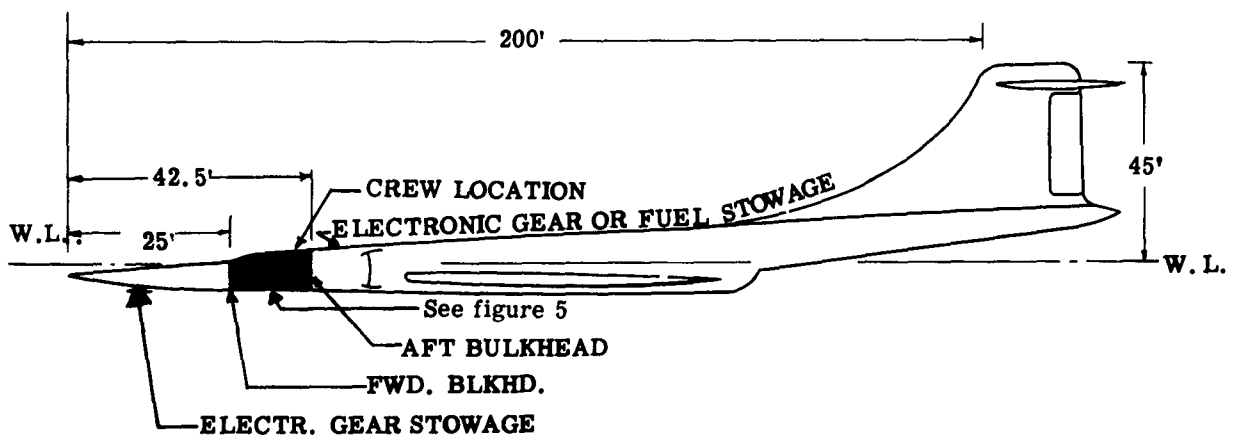 200'
45'
42.5'
CREW LOCATION
ELECTRONIC GEAR OR FUEL STOWAGE
25'
W.L.
W.L.
See figure 5
AFT BULKHEAD
FWD. BLKHD.
ELECTR. GEAR STOWAGE